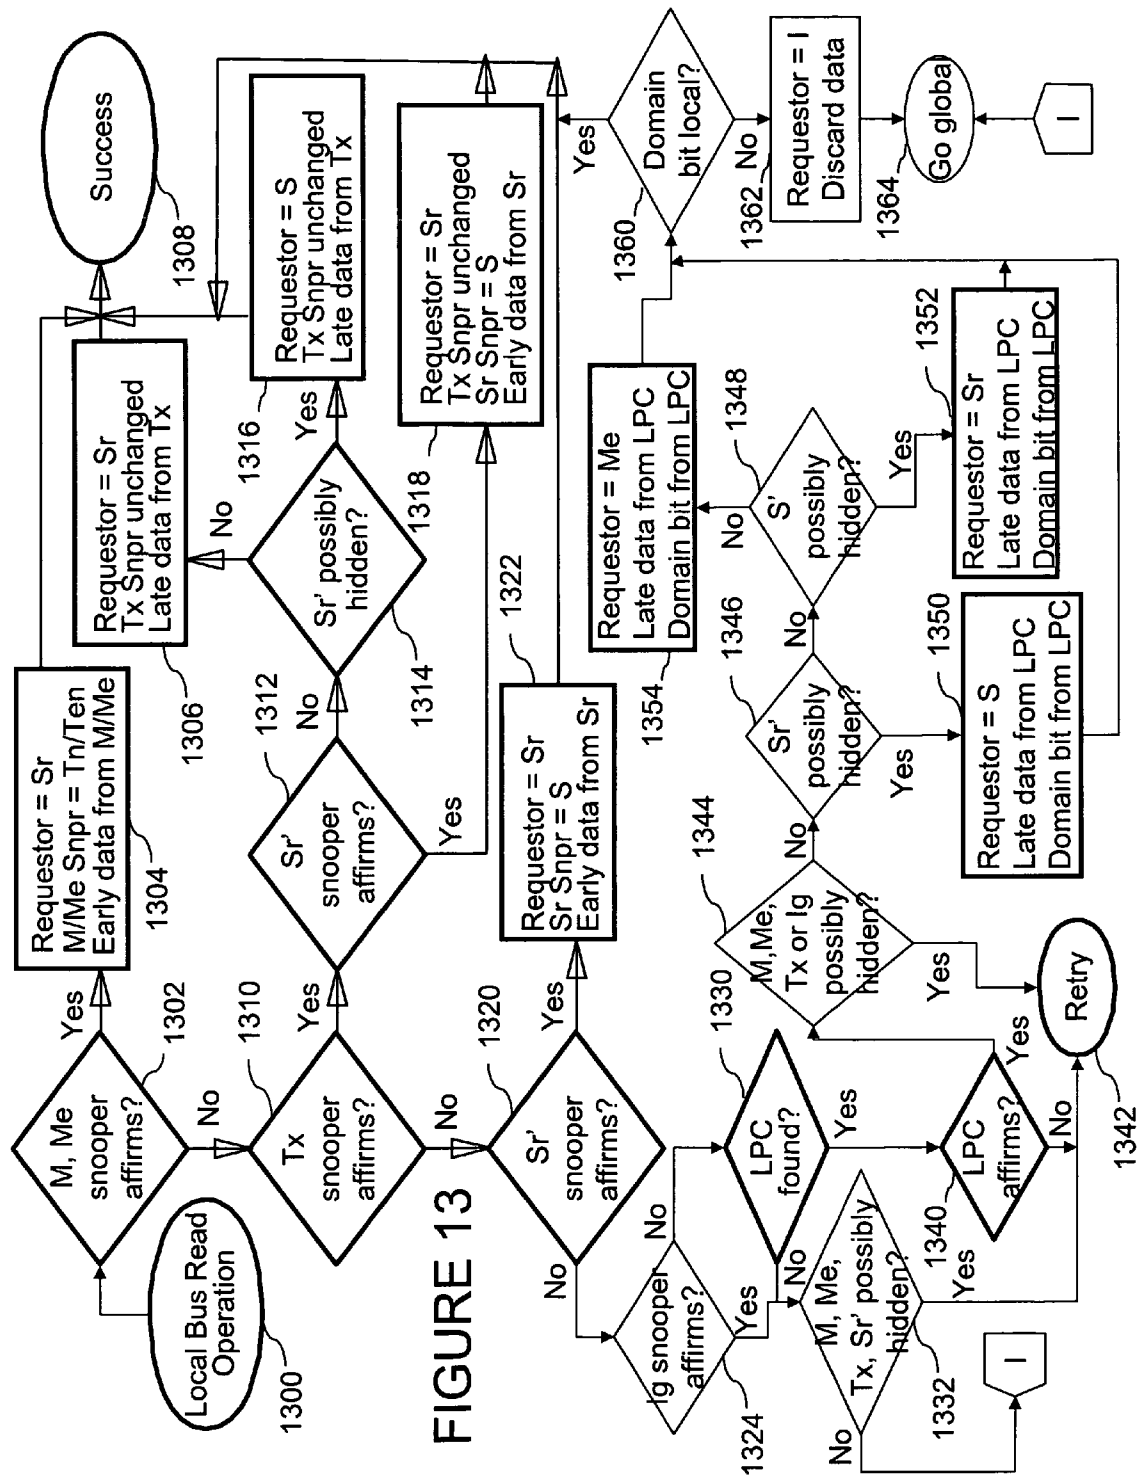 Local Bus Read
Operation
1300
M, Me
snooper
affirms?
1302
Yes
No
Requestor = Sr
M/Me Snpr = Tn/Ten
Early data from M/Me
1304
Requestor = Sr
Tx Snpr unchanged
Late data from Tx
1306
Success
1308
Tx
snooper
affirms?
1310
Yes
No
Sr'
snooper
affirms?
1312
No
Yes
Sr' possibly
hidden?
1314
No
Yes
Requestor = S
Tx Snpr unchanged
Late data from Tx
1316
Requestor = Sr
Tx Snpr unchanged
Sr Snpr = S
Early data from Sr
1318
Sr'
snooper
affirms?
1320
Yes
No
Requestor = Sr
Sr Snpr = S
Early data from Sr
1322
Ig snooper
affirms?
1324
No
Yes
LPC
found?
1330
No
Yes
M, Me,
Tx, Sr' possibly
hidden?
1332
No
Yes
I
LPC
affirms?
1340
Yes
No
Retry
1342
M,Me,
Tx or Ig
possibly
hidden?
1344
No
Yes
Sr'
possibly
hidden?
1346
No
Yes
S'
possibly
hidden?
1348
No
Yes
Requestor = S
Late data from LPC
Domain bit from LPC
1350
Requestor = Sr
Late data from LPC
Domain bit from LPC
1352
Requestor = Me
Late data from LPC
Domain bit from LPC
1354
Domain
bit local?
1360
Yes
No
Requestor = I
Discard data
1362
Go global
1364
I
FIGURE 13